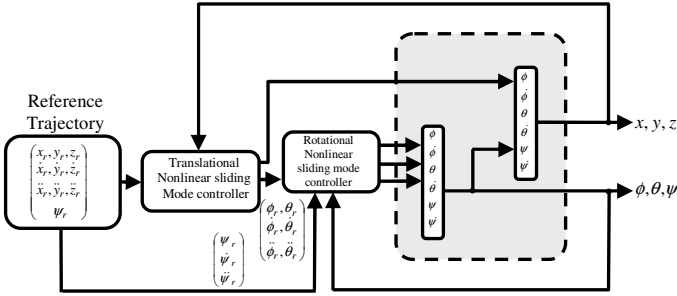 Reference
Trajectory
x_r, y_r, z_r
ẋ_r, ẏ_r, ż_r
ẍ_r, ÿ_r, z̈_r
ψ_r
Translational
Nonlinear sliding
Mode controller
Rotational
Nonlinear
sliding mode
controller
ϕ_r, θ_r
ϕ̇_r, θ̇_r
ϕ̈_r, θ̈_r
ψ_r
ψ̇_r
ψ̈_r
ϕ
ϕ̇
θ
θ̇
ψ
ψ̇
ϕ
ϕ̇
θ
θ̇
ψ
ψ̇
x, y, z
ϕ,θ,ψ